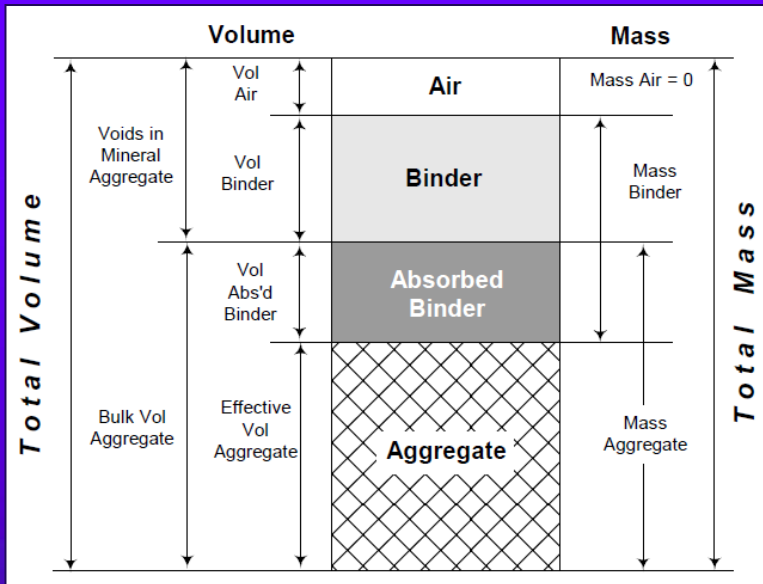 Volume
Mass
Vol
Air
Air
Mass Air = 0
Voids in
Mineral
Aggregate
Vol
Binder
Binder
Mass
Binder
Total Volume
Total Mass
Vol
Abs'd
Binder
Absorbed
Binder
Bulk Vol
Aggregate
Effective
Vol
Aggregate
Aggregate
Mass
Aggregate